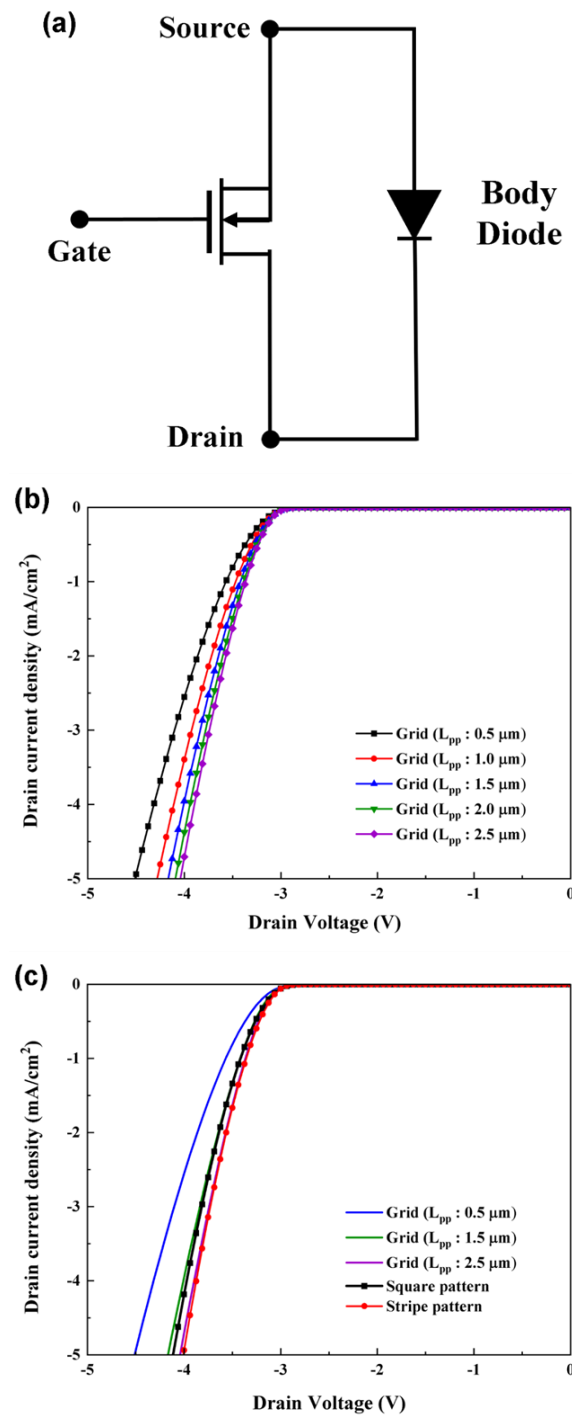 (a)
Source
Gate
Body
Diode
Drain
(b)
0
-1
-2
-3
-4
-5
Drain current density (mA/cm²)
Grid (Lpp : 0.5 μm)
Grid (Lpp : 1.0 μm)
Grid (Lpp : 1.5 μm)
Grid (Lpp : 2.0 μm)
Grid (Lpp : 2.5 μm)
-5 -4 -3 -2 -1 0
Drain Voltage (V)
(c)
0
-1
-2
-3
-4
-5
Drain current density (mA/cm²)
Grid (Lpp : 0.5 μm)
Grid (Lpp : 1.5 μm)
Grid (Lpp : 2.5 μm)
Square pattern
Stripe pattern
-5 -4 -3 -2 -1 0
Drain Voltage (V)